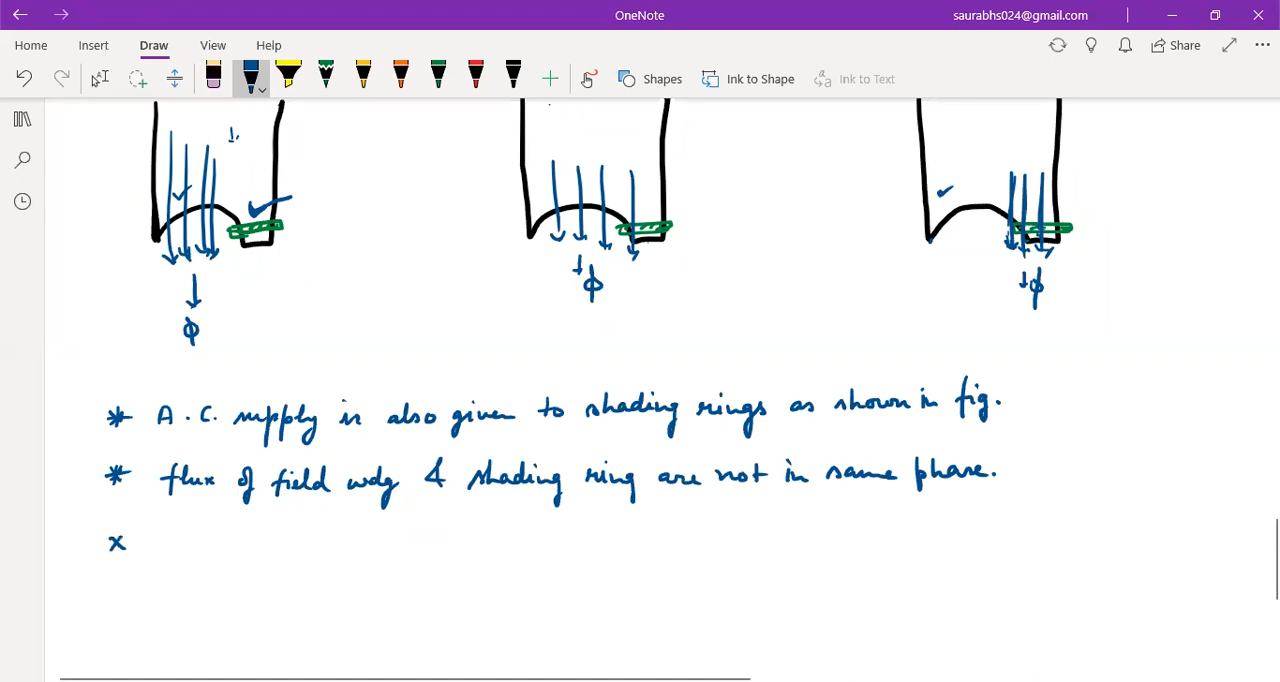 OneNote
saurabhs024@gmail.com
Home Insert Draw View Help
Share
Shapes
Ink to Shape
Ink to Text
ϕ
ϕ
ϕ
* A.C. supply is also given to shading rings as shown in fig.
* flux of field wdg & shading ring are not in same phase.
x